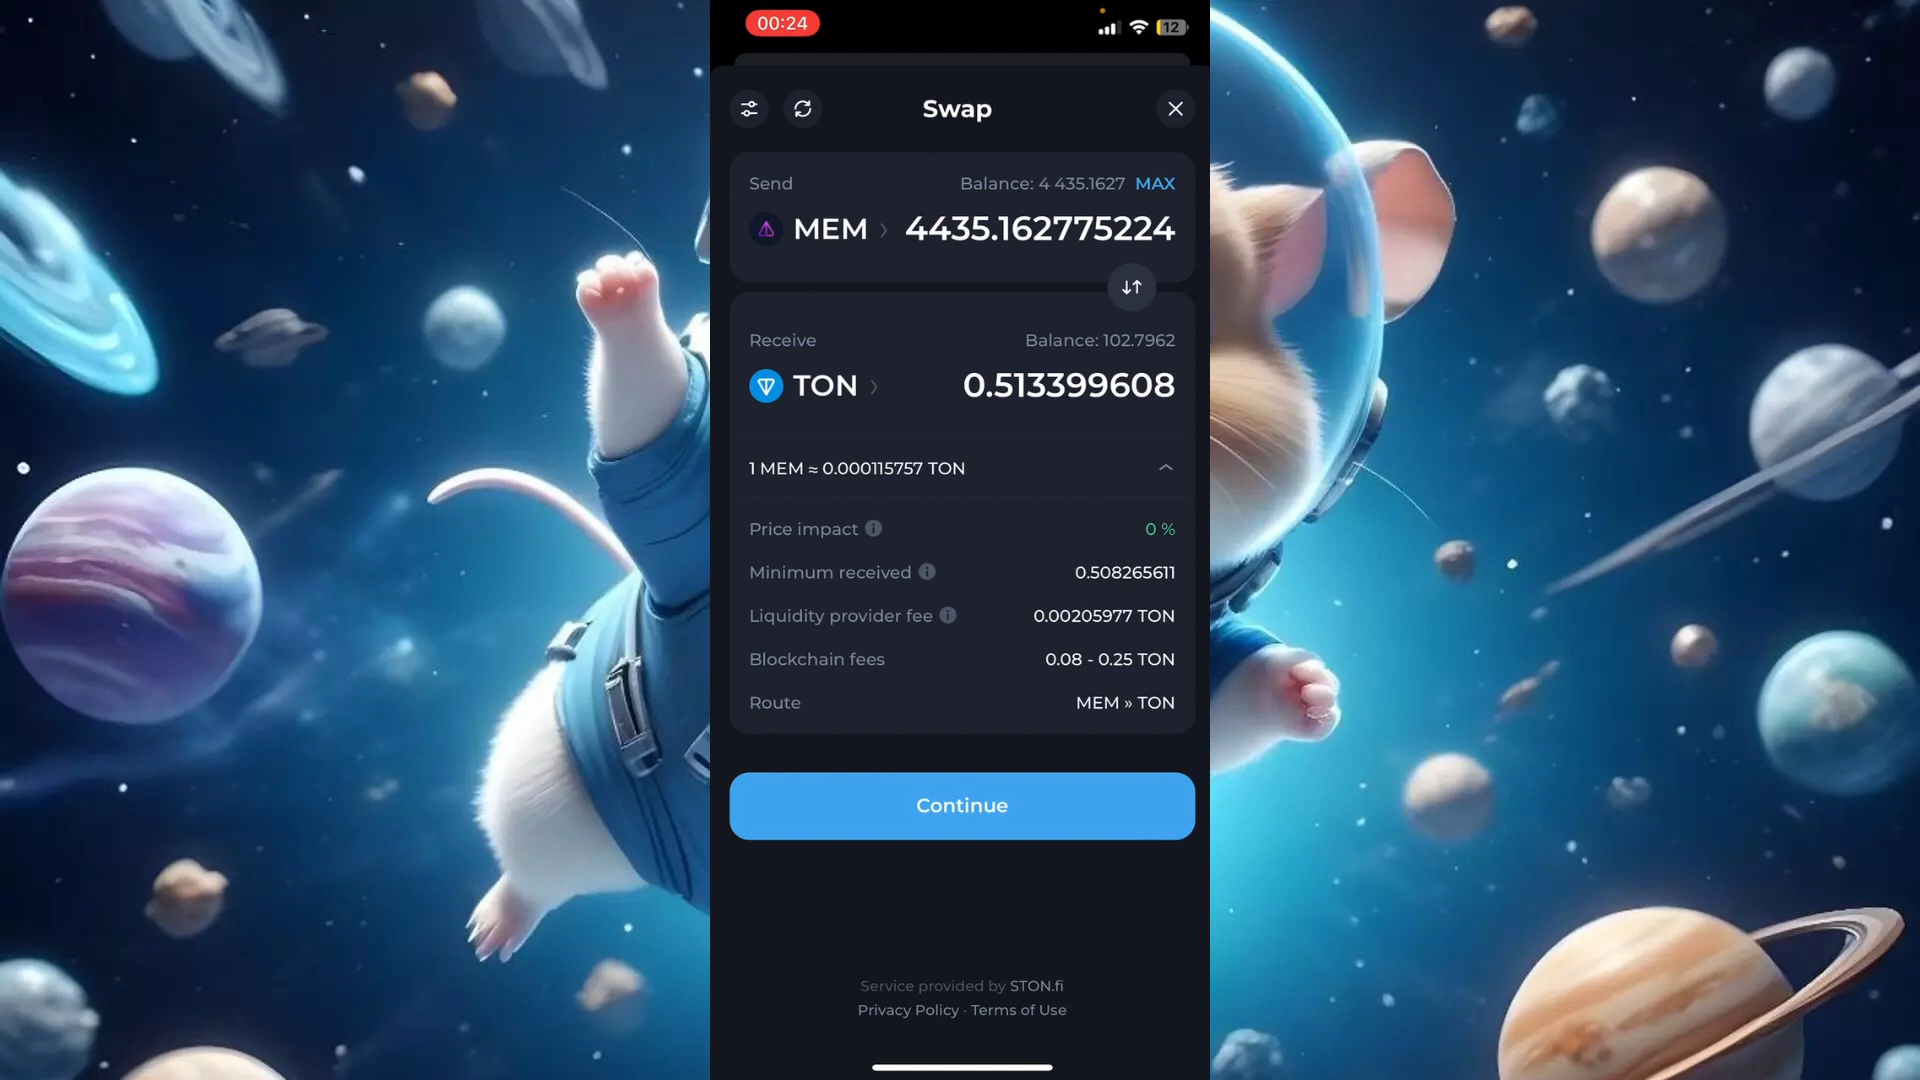 00:24
12
Swap
Send Balance: 4 435.1627 MAX
MEM 4435.162775224
Receive Balance: 102.7962
TON 0.513399608
1 MEM ≈ 0.000115757 TON
Price impact 0 %
Minimum received 0.508265611
Liquidity provider fee 0.00205977 TON
Blockchain fees 0.08 - 0.25 TON
Route MEM » TON
Continue
Service provided by STON.fi
Privacy Policy · Terms of Use